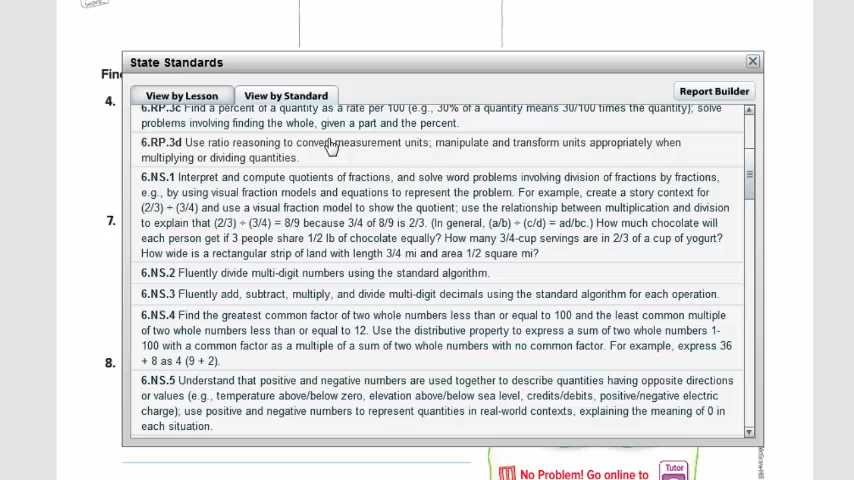 State Standards
Find
View by Lesson
View by Standard
Report Builder
4.
6.RP.3c Find a percent of a quantity as a rate per 100 (e.g., 30% of a quantity means 30/100 times the quantity); solve
problems involving finding the whole, given a part and the percent.
6.RP.3d Use ratio reasoning to convert measurement units; manipulate and transform units appropriately when
multiplying or dividing quantities.
6.NS.1 Interpret and compute quotients of fractions, and solve word problems involving division of fractions by fractions,
e.g., by using visual fraction models and equations to represent the problem. For example, create a story context for
(2/3) ÷ (3/4) and use a visual fraction model to show the quotient; use the relationship between multiplication and division
7.
to explain that (2/3) ÷ (3/4) = 8/9 because 3/4 of 8/9 is 2/3. (In general, (a/b) ÷ (c/d) = ad/bc.) How much chocolate will
each person get if 3 people share 1/2 lb of chocolate equally? How many 3/4-cup servings are in 2/3 of a cup of yogurt?
How wide is a rectangular strip of land with length 3/4 mi and area 1/2 square mi?
6.NS.2 Fluently divide multi-digit numbers using the standard algorithm.
6.NS.3 Fluently add, subtract, multiply, and divide multi-digit decimals using the standard algorithm for each operation.
6.NS.4 Find the greatest common factor of two whole numbers less than or equal to 100 and the least common multiple
of two whole numbers less than or equal to 12. Use the distributive property to express a sum of two whole numbers 1-
100 with a common factor as a multiple of a sum of two whole numbers with no common factor. For example, express 36
+ 8 as 4 (9 + 2).
8.
6.NS.5 Understand that positive and negative numbers are used together to describe quantities having opposite directions
or values (e.g., temperature above/below zero, elevation above/below sea level, credits/debits, positive/negative electric
charge); use positive and negative numbers to represent quantities in real-world contexts, explaining the meaning of 0 in
each situation.
No Problem! Go online to
Tutor